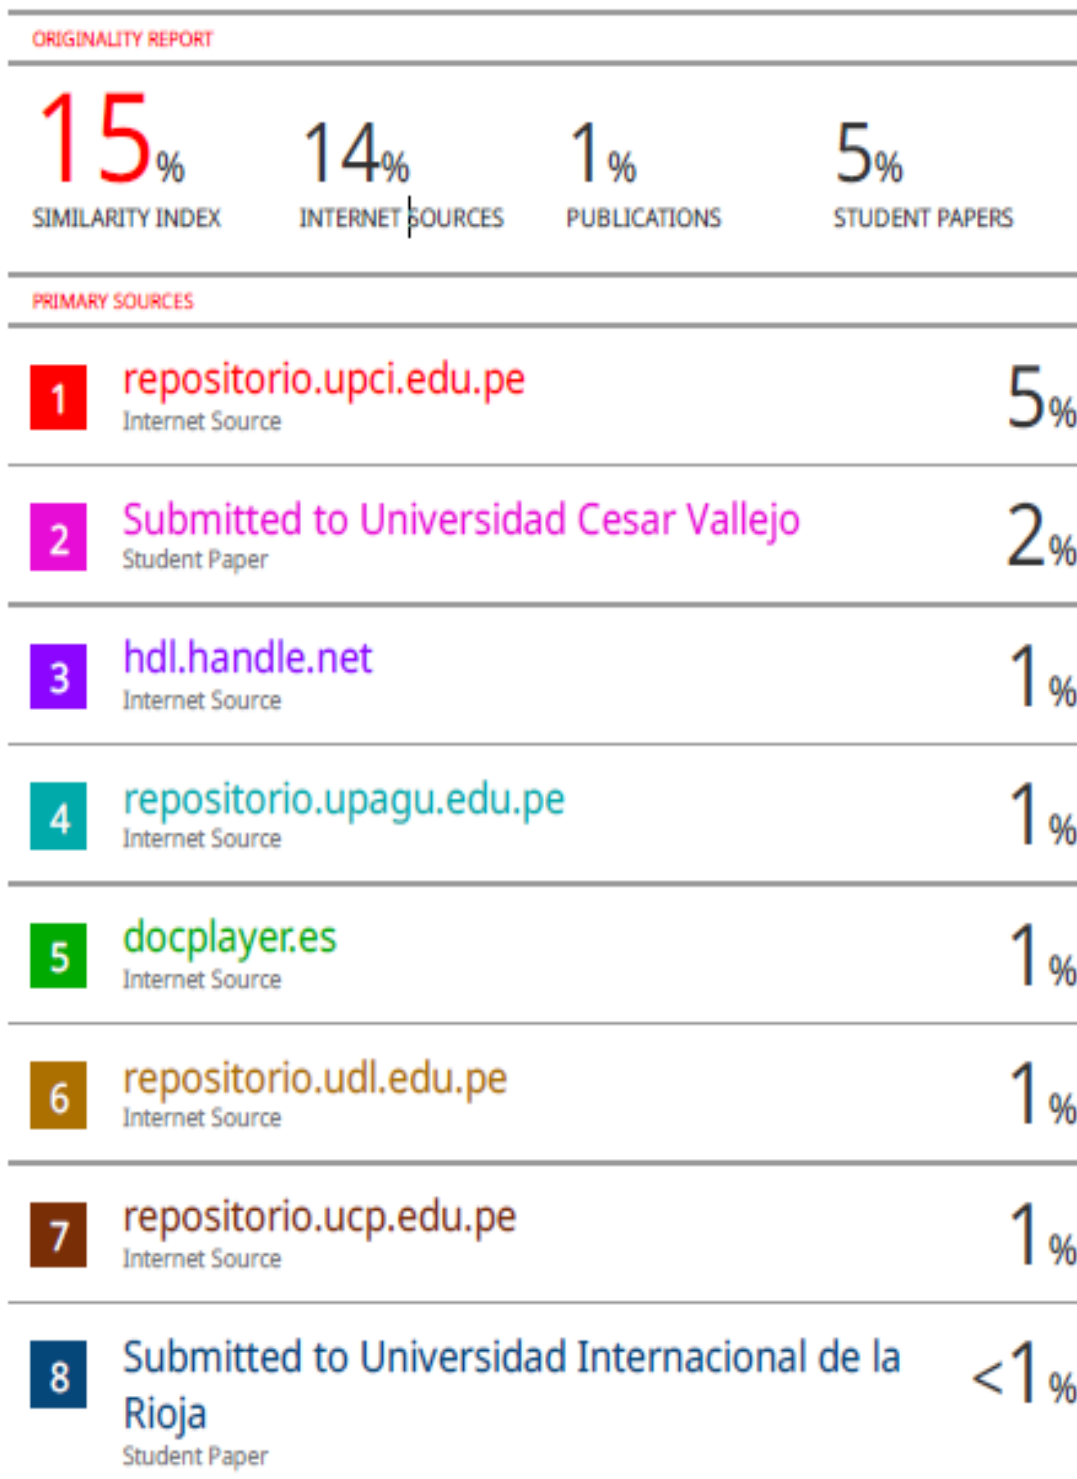 ORIGINALITY REPORT
15% 14% 1% 5%
SIMILARITY INDEX INTERNET SOURCES PUBLICATIONS STUDENT PAPERS
PRIMARY SOURCES
1 repositorio.upci.edu.pe 5%
Internet Source
2 Submitted to Universidad Cesar Vallejo 2%
Student Paper
3 hdl.handle.net 1%
Internet Source
4 repositorio.upagu.edu.pe 1%
Internet Source
5 docplayer.es 1%
Internet Source
6 repositorio.udl.edu.pe 1%
Internet Source
7 repositorio.ucp.edu.pe 1%
Internet Source
8 Submitted to Universidad Internacional de la <1%
Rioja
Student Paper